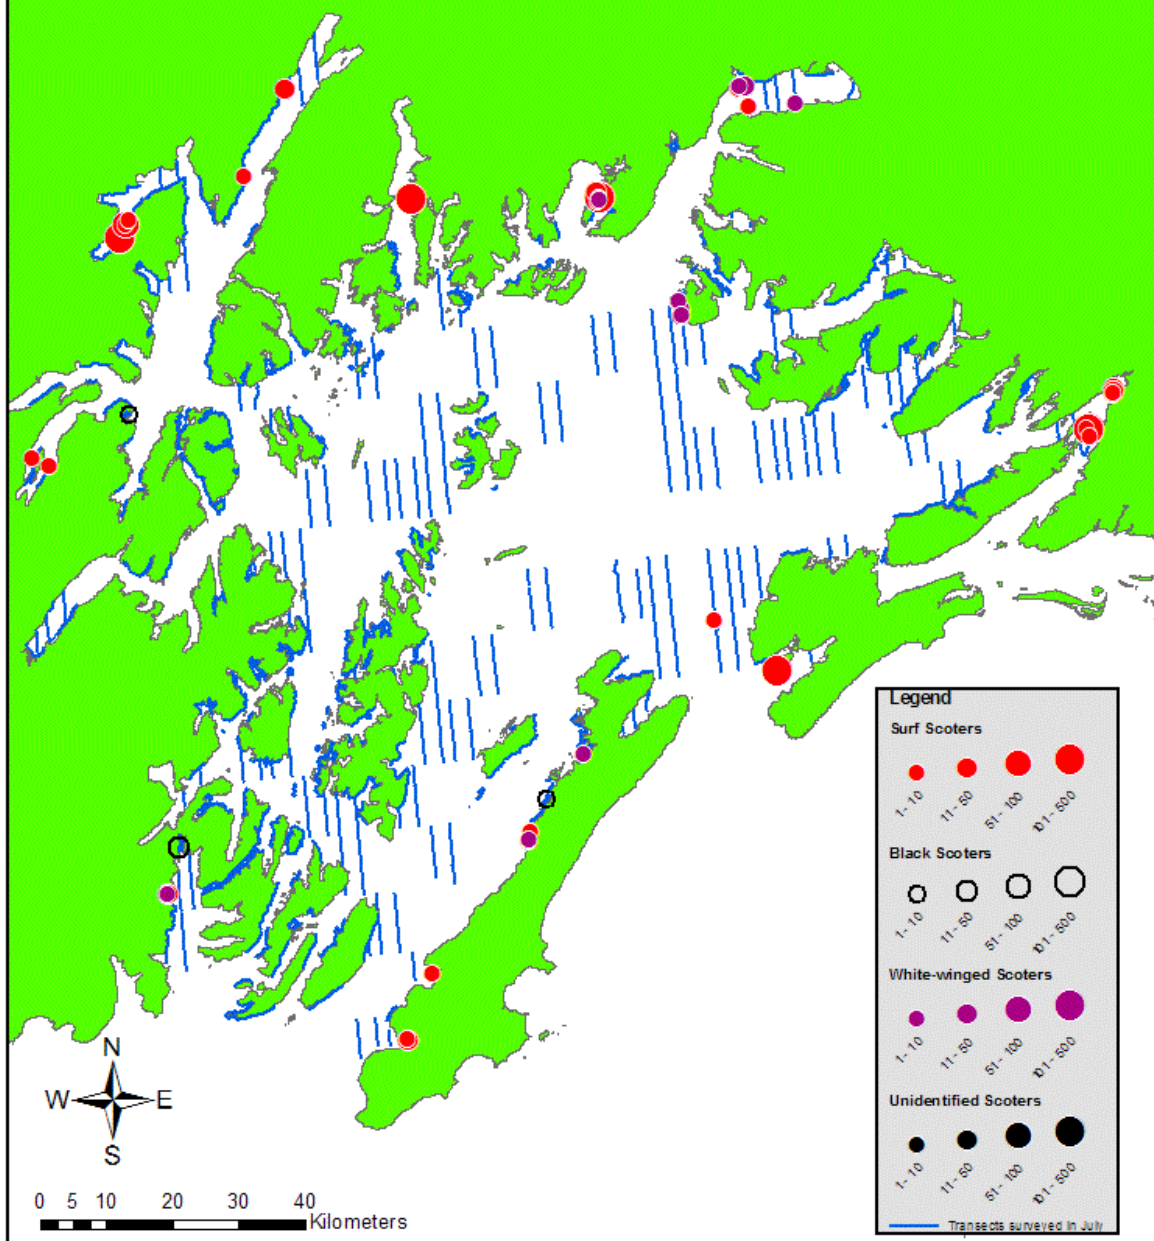 Legend
Surf Scoters
1 - 10 11 - 50 51 - 100 101 - 500
Black Scoters
1 - 10 11 - 50 51 - 100 101 - 500
White-winged Scoters
1 - 10 11 - 50 51 - 100 101 - 500
Unidentified Scoters
1 - 10 11 - 50 51 - 100 101 - 500
Transects surveyed in July
N
W E
S
0 5 10 20 30 40
Kilometers